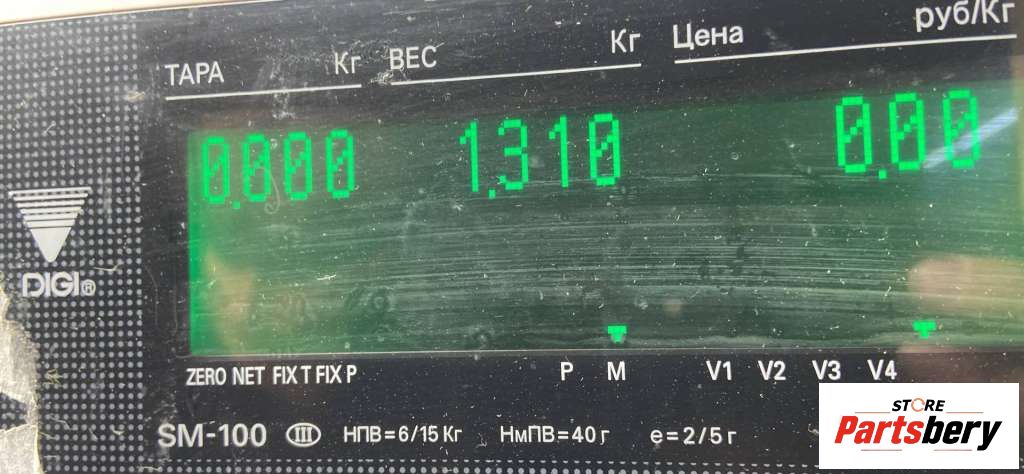 ТАРА Кг ВЕС Кг Цена руб/Кг
0.000 1.310 0.00
DIGI®
ZERO NET FIX T FIX P P M V1 V2 V3 V4
SM-100 III НПВ=6/15 Кг НмПВ=40 г e=2/5 г
STORE
Partsbery